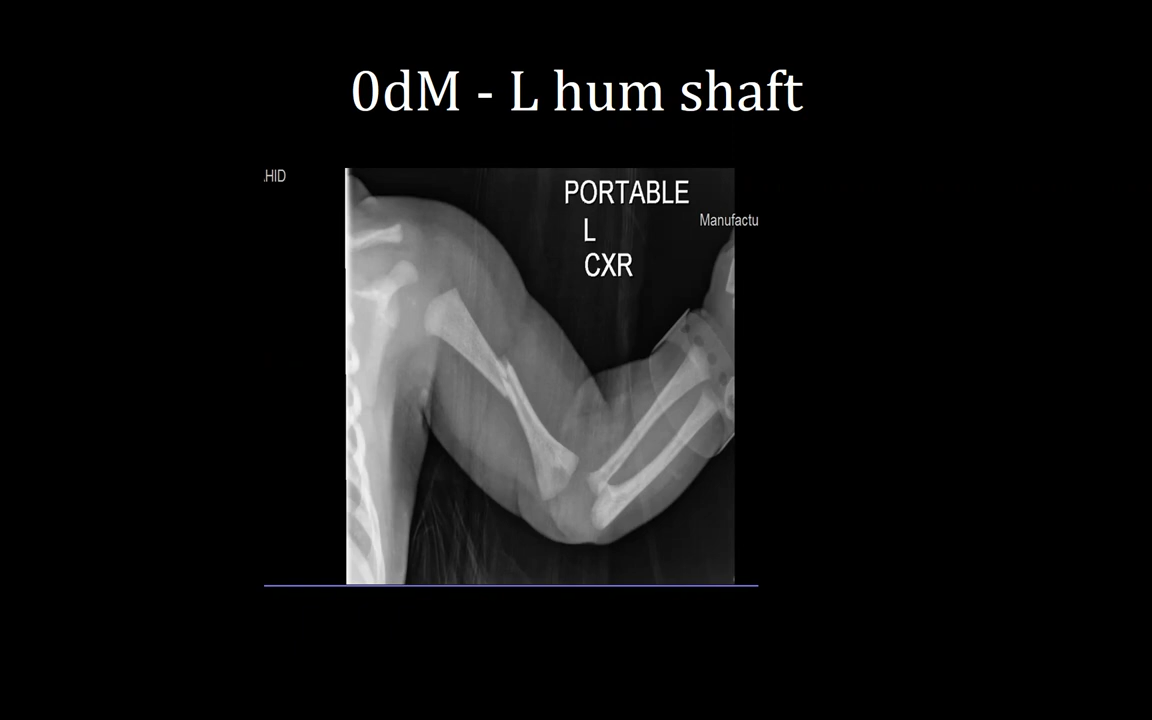 0dM - L hum shaft
.HID
PORTABLE
Manufactu
L
CXR